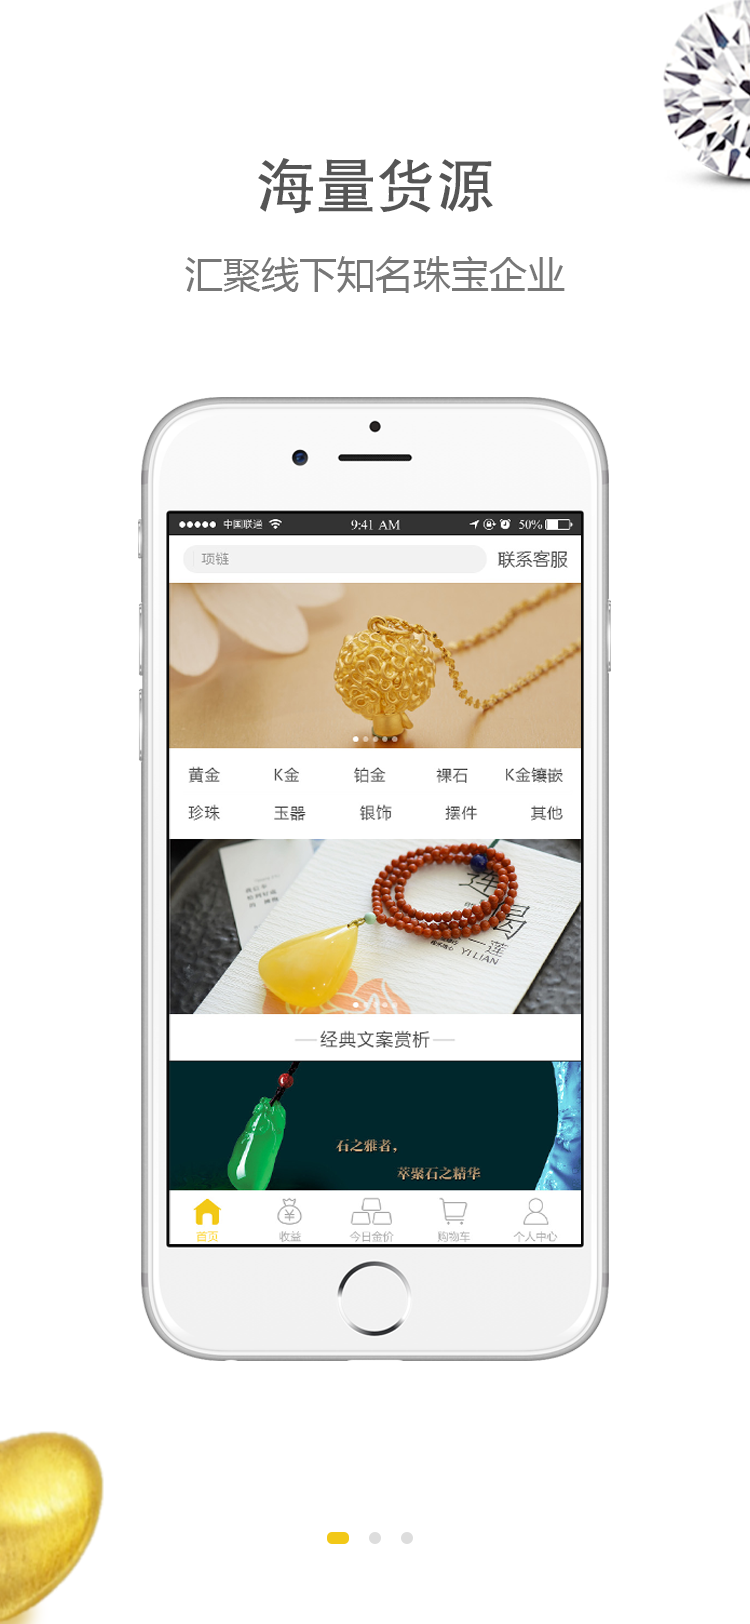 海量货源
汇聚线下知名珠宝企业
中国联通 9:41 AM 50%
项链 联系客服
黄金 K金 铂金 裸石 K金镶嵌
珍珠 玉器 银饰 摆件 其他
莲
YI LIAN
经典文案赏析
石之雅者，
萃聚石之精华
首页 收益 今日金价 购物车 个人中心